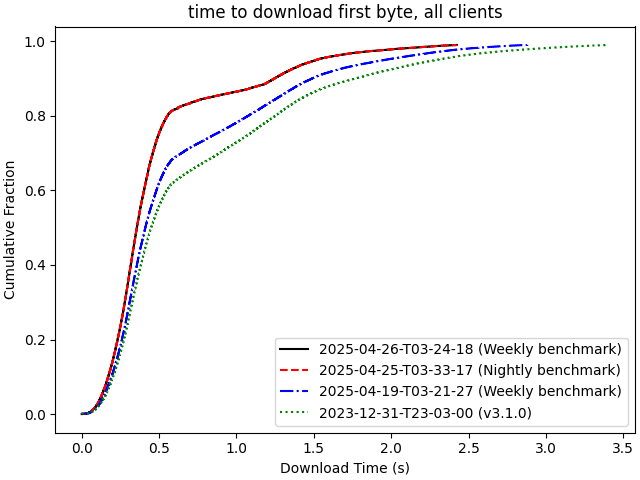 time to download first byte, all clients
Cumulative Fraction
1.0
0.8
0.6
0.4
0.2
0.0
2025-04-26-T03-24-18 (Weekly benchmark)
2025-04-25-T03-33-17 (Nightly benchmark)
2025-04-19-T03-21-27 (Weekly benchmark)
2023-12-31-T23-03-00 (v3.1.0)
0.0 0.5 1.0 1.5 2.0 2.5 3.0 3.5
Download Time (s)